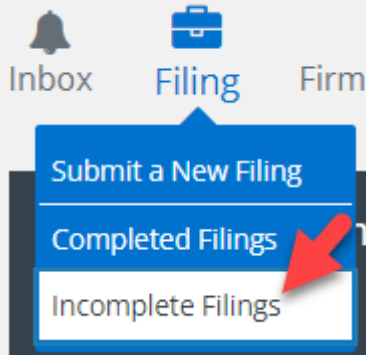 Inbox Filing Firm
Submit a New Filing
Completed Filings
Incomplete Filings